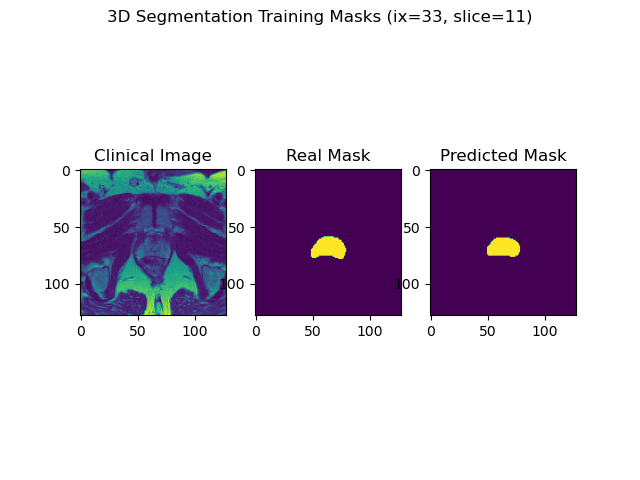 3D Segmentation Training Masks (ix=33, slice=11)
Clinical Image Real Mask Predicted Mask
0 0 0
50 50 50
100 100 100
0 50 100 0 50 100 0 50 100